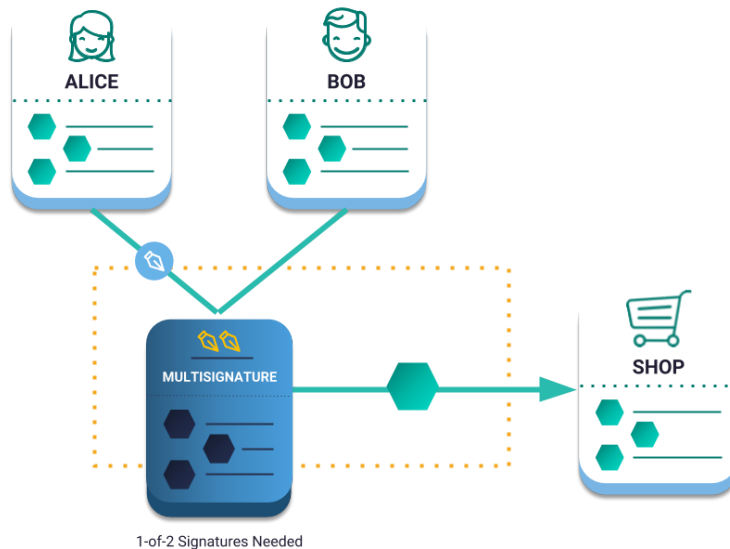 ALICE
BOB
MULTISIGNATURE
SHOP
1-of-2 Signatures Needed